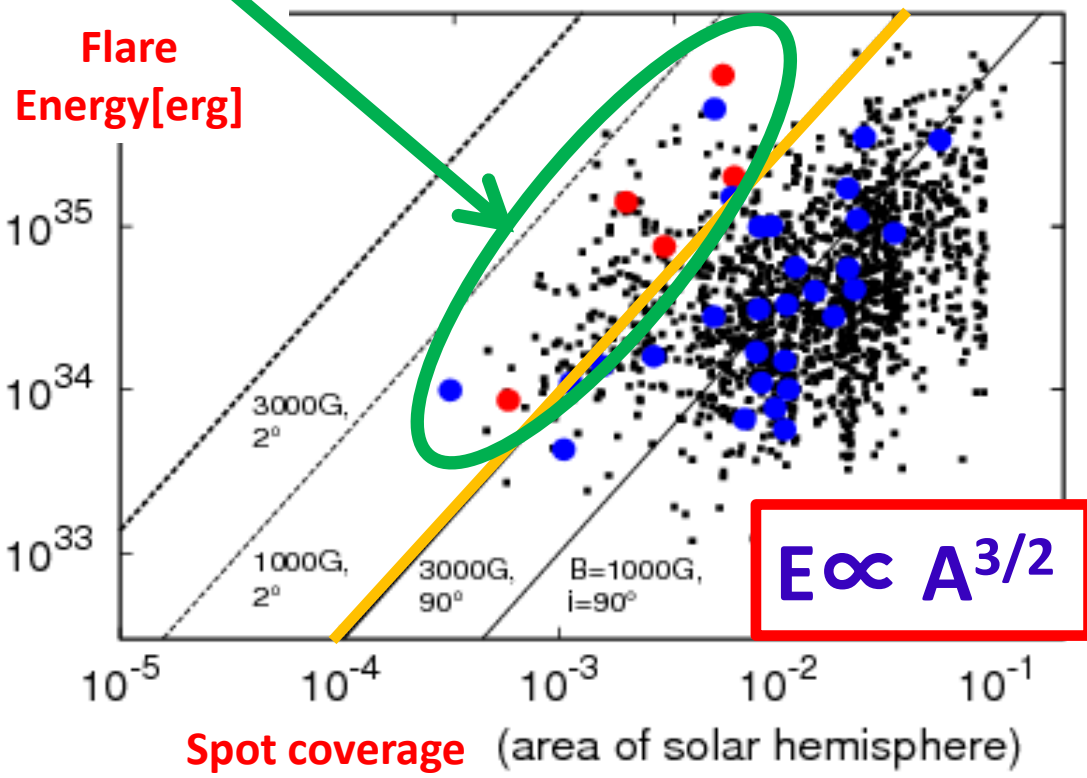 Flare
Energy[erg]
10^35
10^34
10^33
3000G,
2°
1000G,
2°
3000G,
90°
B=1000G,
i=90°
E∝ A^3/2
10^-5 10^-4 10^-3 10^-2 10^-1
Spot coverage (area of solar hemisphere)